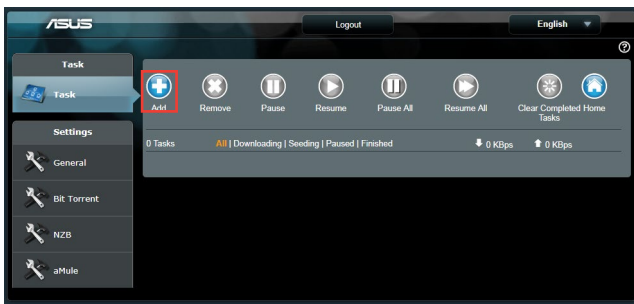 ASUS
Logout
English
?
Task
Task
Add
Remove
Pause
Resume
Pause All
Resume All
Clear Completed Tasks
Home
0 Tasks
All | Downloading | Seeding | Paused | Finished
0 KBps
0 KBps
Settings
General
Bit Torrent
NZB
aMule